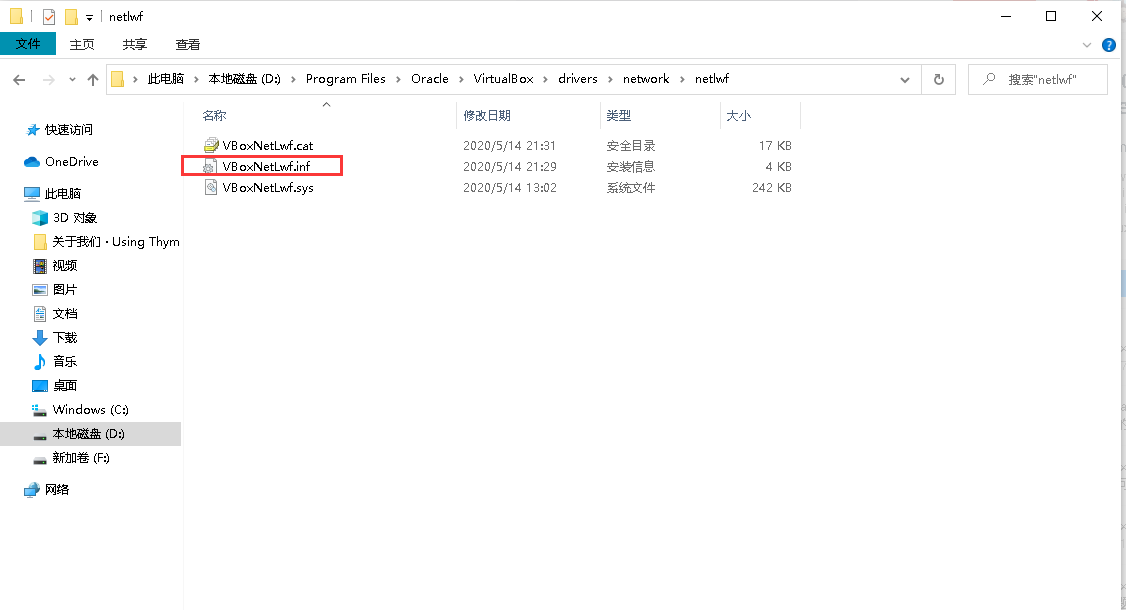 netlwf
文件 主页 共享 查看
此电脑 本地磁盘 (D:) Program Files Oracle VirtualBox drivers network netlwf 搜索"netlwf"
名称 修改日期 类型 大小
VBoxNetLwf.cat 2020/5/14 21:31 安全目录 17 KB
VBoxNetLwf.inf 2020/5/14 21:29 安装信息 4 KB
VBoxNetLwf.sys 2020/5/14 13:02 系统文件 242 KB
快速访问
OneDrive
此电脑
3D 对象
关于我们 · Using Thym
视频
图片
文档
下载
音乐
桌面
Windows (C:)
本地磁盘 (D:)
新加卷 (F:)
网络